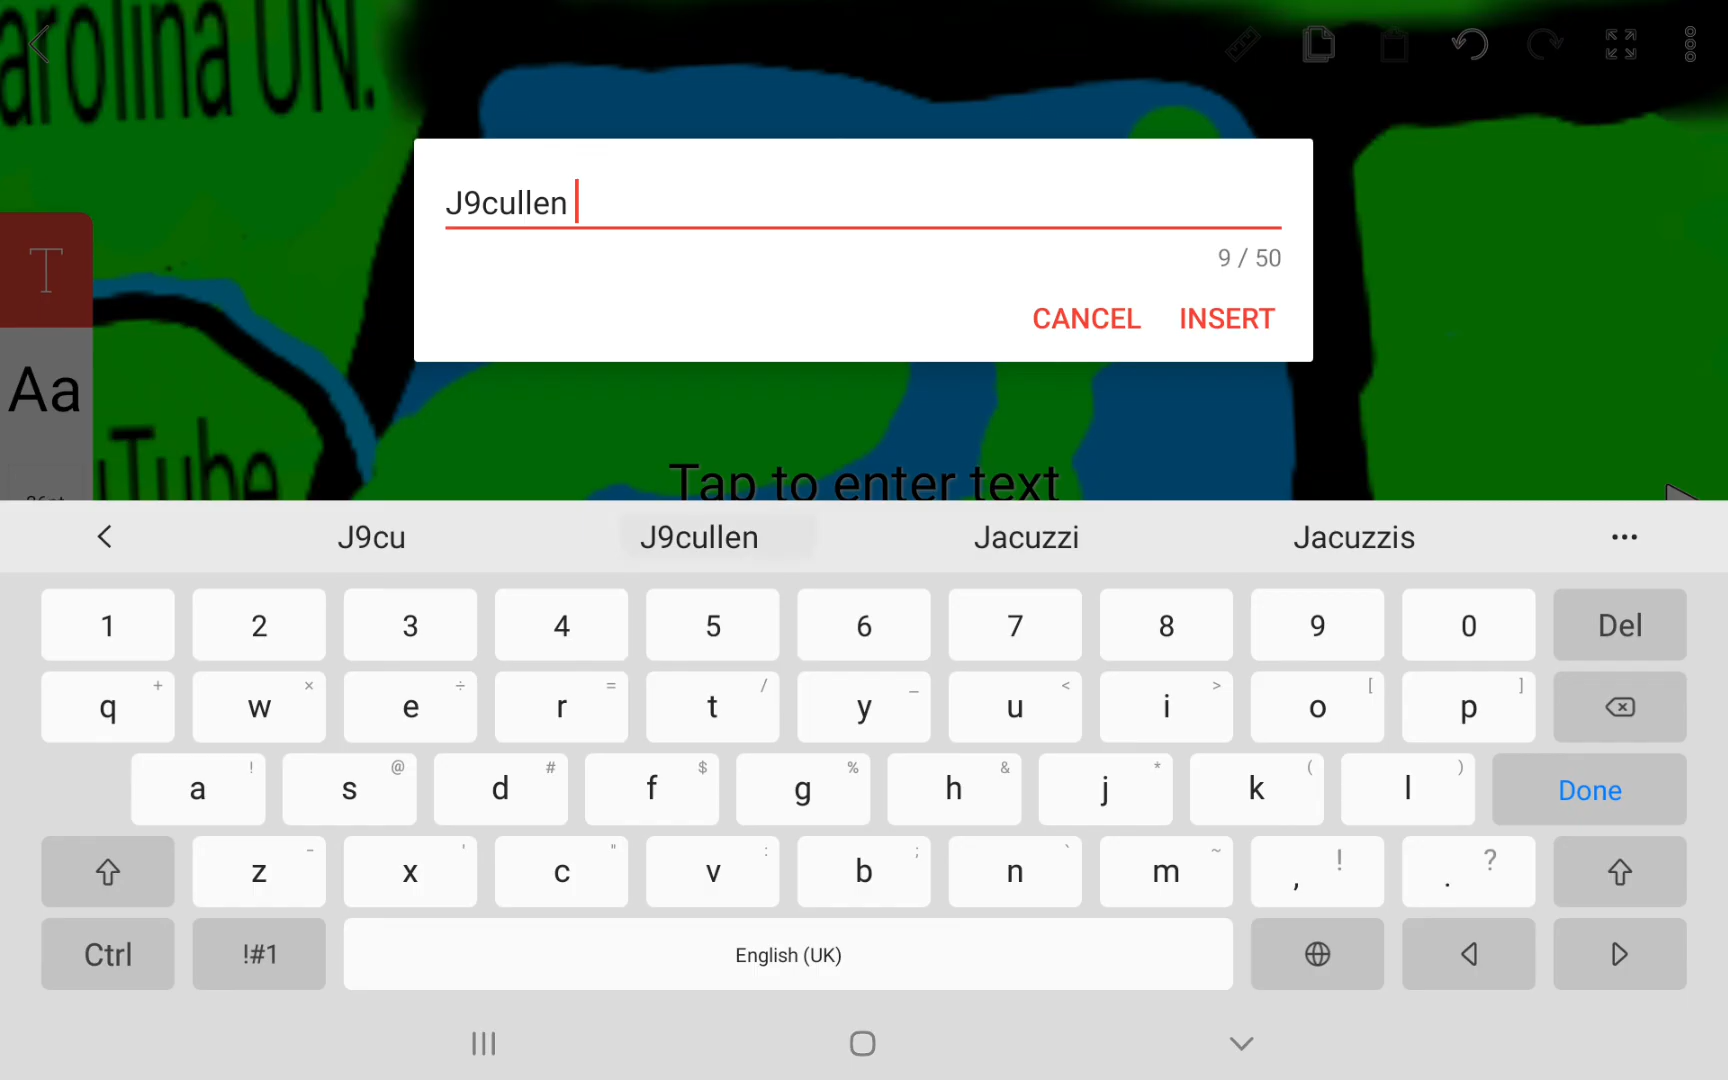 arolina UN.
J9cullen
9 / 50
CANCEL INSERT
T
Aa
uTube
Tap to enter text
J9cu J9cullen Jacuzzi Jacuzzis ...
1 2 3 4 5 6 7 8 9 0 Del
+ × ÷ = / _ < > [ ]
q w e r t y u i o p
! @ # $ % & * ( )
a s d f g h j k l Done
- ' " : ; ` ~ ! ?
z x c v b n m , .
Ctrl !#1 English (UK)